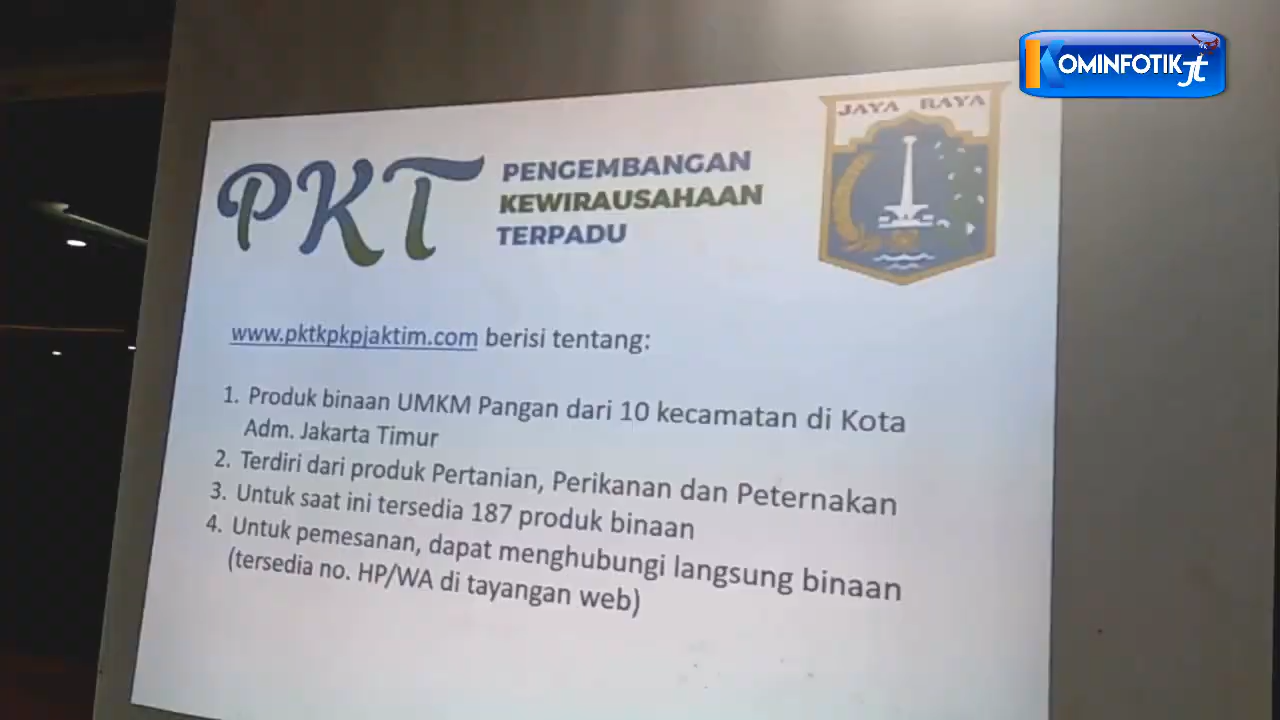 KOMINFOTIK JT
JAYA RAYA
PKT
PENGEMBANGAN
KEWIRAUSAHAAN
TERPADU
www.pktkpkpjaktim.com berisi tentang:
1. Produk binaan UMKM Pangan dari 10 kecamatan di Kota
Adm. Jakarta Timur
2. Terdiri dari produk Pertanian, Perikanan dan Peternakan
3. Untuk saat ini tersedia 187 produk binaan
4. Untuk pemesanan, dapat menghubungi langsung binaan
(tersedia no. HP/WA di tayangan web)